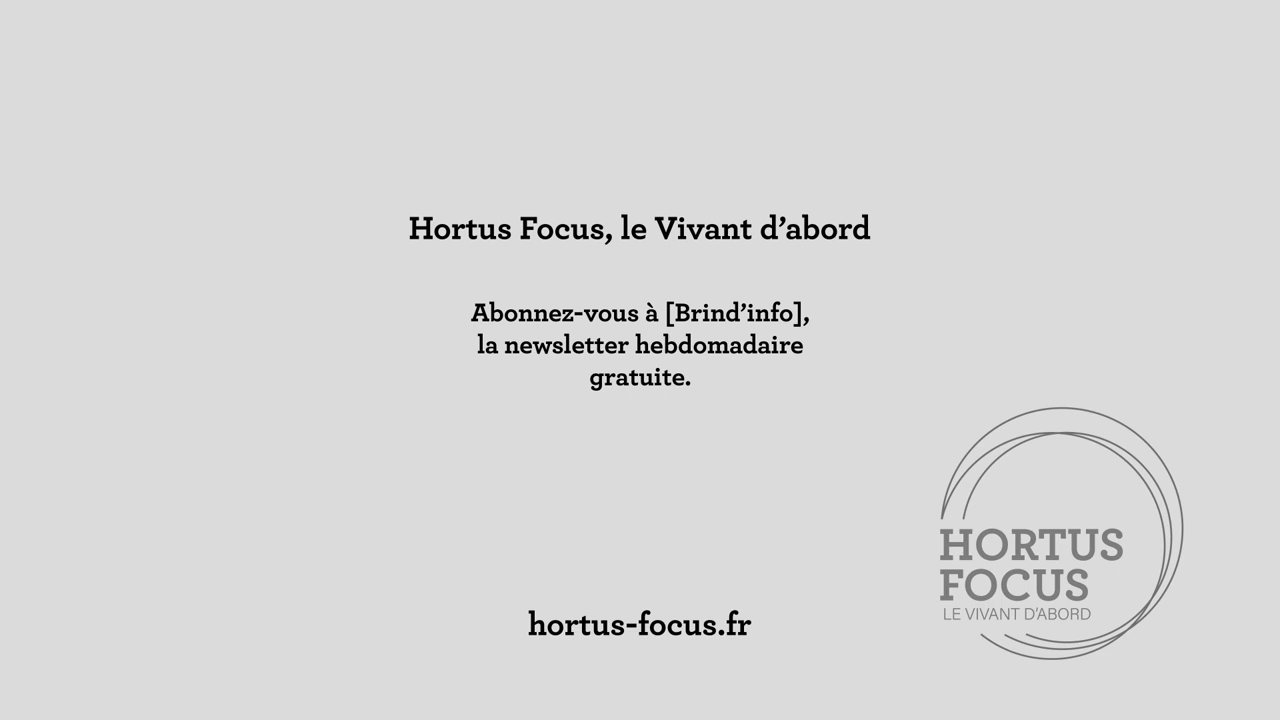 Hortus Focus, le Vivant d’abord
Abonnez-vous à [Brind’info],
la newsletter hebdomadaire
gratuite.
HORTUS
FOCUS
LE VIVANT D’ABORD
hortus-focus.fr